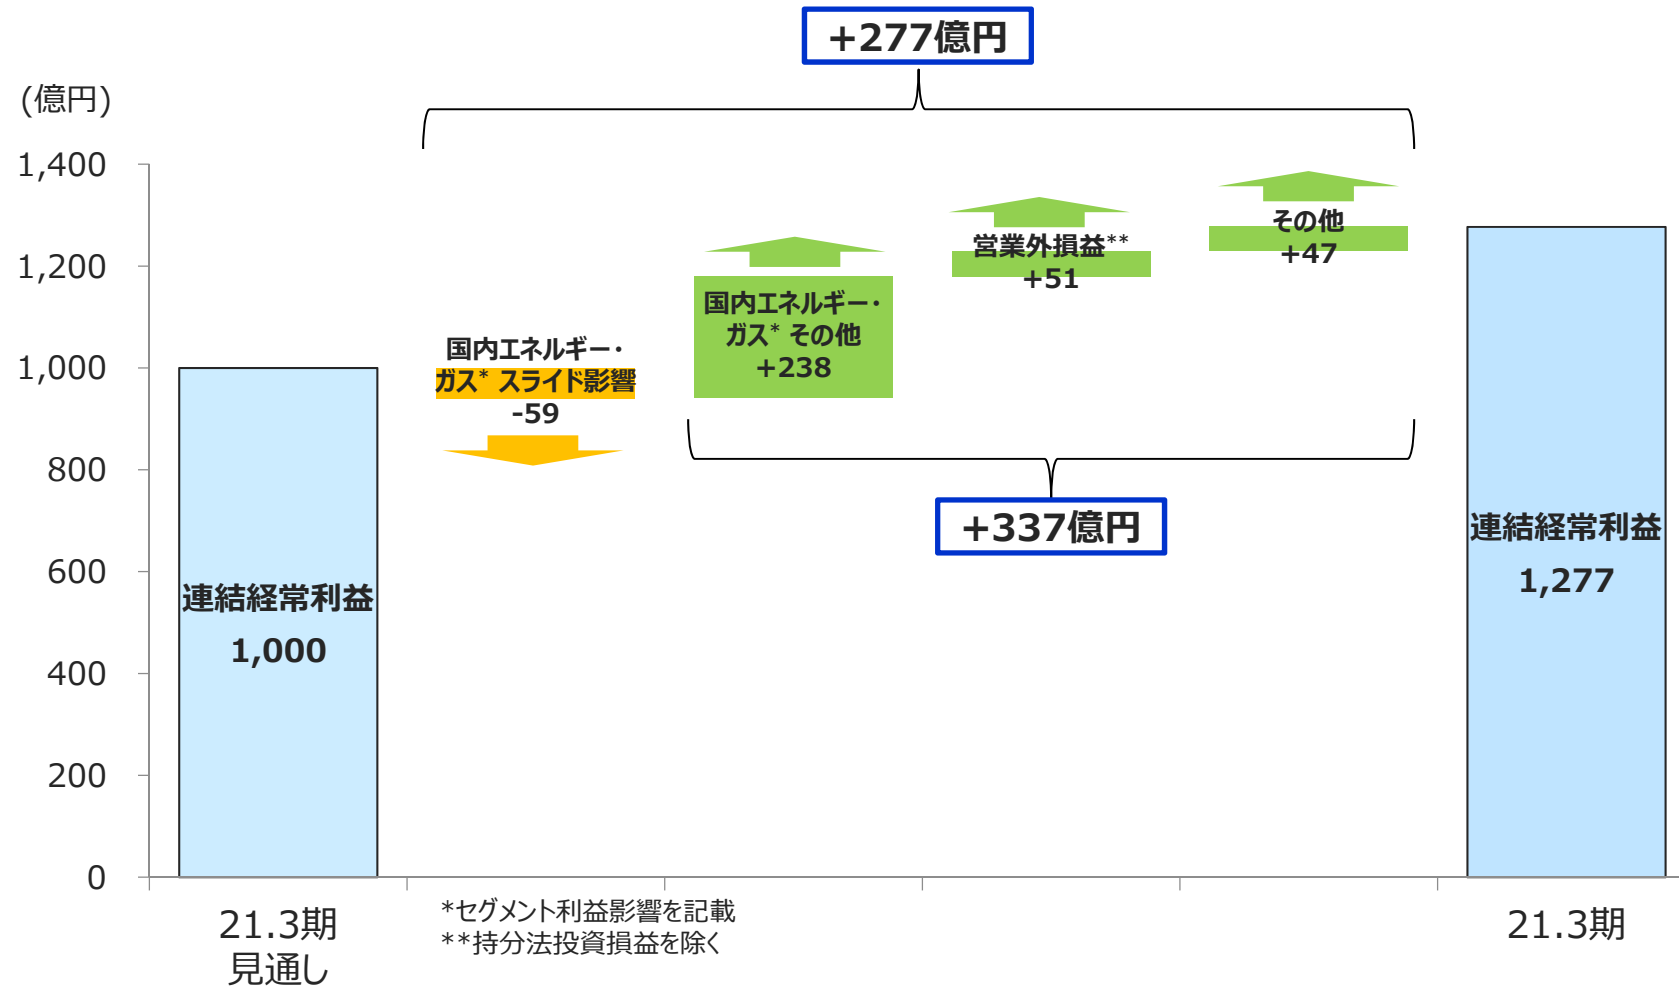 +277億円
(億円)
1,400
1,200
1,000
800
600
400
200
0
連結経常利益
1,000
国内エネルギー・
ガス* スライド影響
-59
国内エネルギー・
ガス* その他
+238
営業外損益**
+51
その他
+47
+337億円
連結経常利益
1,277
21.3期
見通し
*セグメント利益影響を記載
**持分法投資損益を除く
21.3期